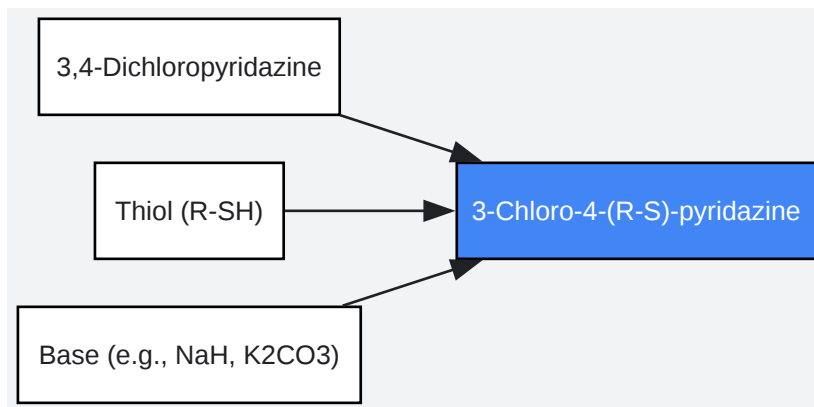 3,4-Dichloropyridazine
Thiol (R-SH)
3-Chloro-4-(R-S)-pyridazine
Base (e.g., NaH, K2CO3)